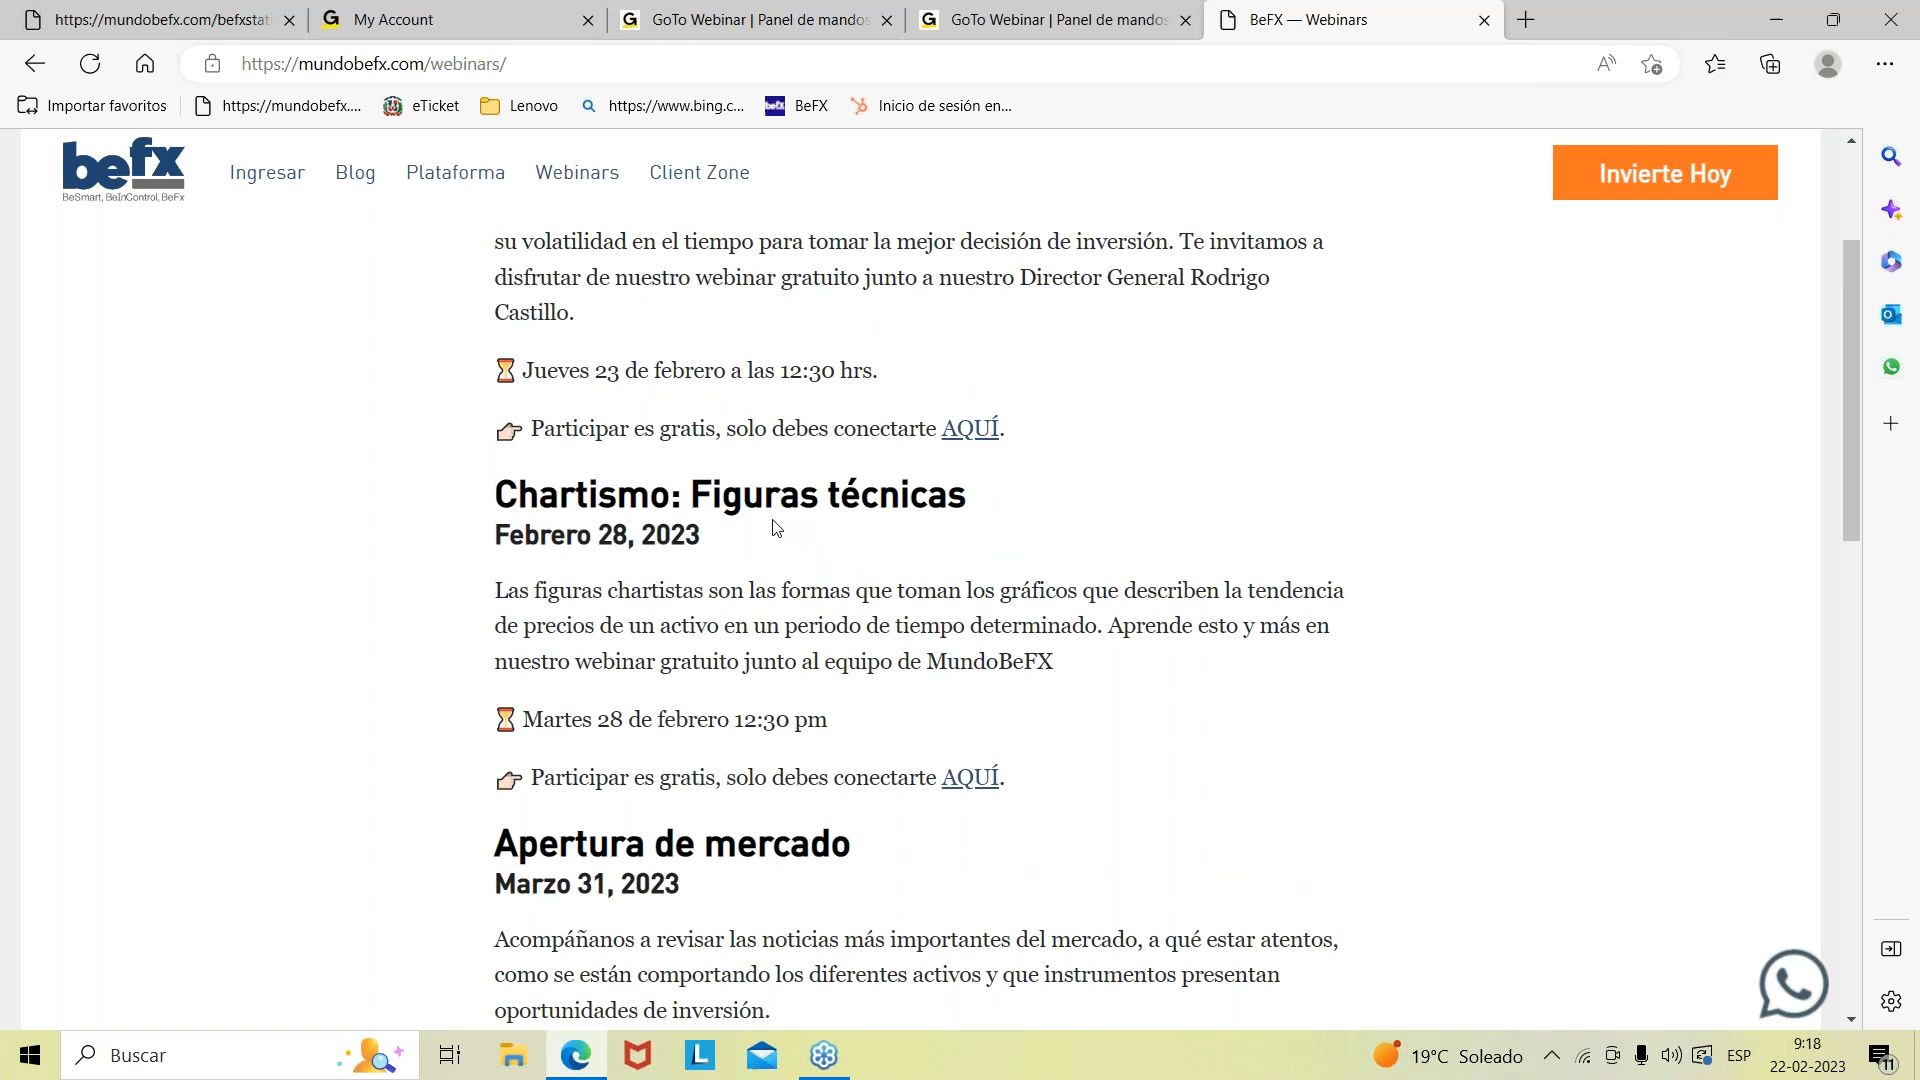 https://mundobefx.com/befxstati
My Account
GoTo Webinar | Panel de mandos
GoTo Webinar | Panel de mandos
BeFX — Webinars
https://mundobefx.com/webinars/
Importar favoritos
https://mundobefx....
eTicket
Lenovo
https://www.bing.c...
BeFX
Inicio de sesión en...
befx
BeSmart, BeInControl, BeFx
Ingresar
Blog
Plataforma
Webinars
Client Zone
Invierte Hoy
su volatilidad en el tiempo para tomar la mejor decisión de inversión. Te invitamos a
disfrutar de nuestro webinar gratuito junto a nuestro Director General Rodrigo
Castillo.
⏳ Jueves 23 de febrero a las 12:30 hrs.
👉 Participar es gratis, solo debes conectarte AQUÍ.
Chartismo: Figuras técnicas
Febrero 28, 2023
Las figuras chartistas son las formas que toman los gráficos que describen la tendencia
de precios de un activo en un periodo de tiempo determinado. Aprende esto y más en
nuestro webinar gratuito junto al equipo de MundoBeFX
⏳ Martes 28 de febrero 12:30 pm
👉 Participar es gratis, solo debes conectarte AQUÍ.
Apertura de mercado
Marzo 31, 2023
Acompáñanos a revisar las noticias más importantes del mercado, a qué estar atentos,
como se están comportando los diferentes activos y que instrumentos presentan
oportunidades de inversión.
Buscar
19°C Soleado
ESP
9:18
22-02-2023
11